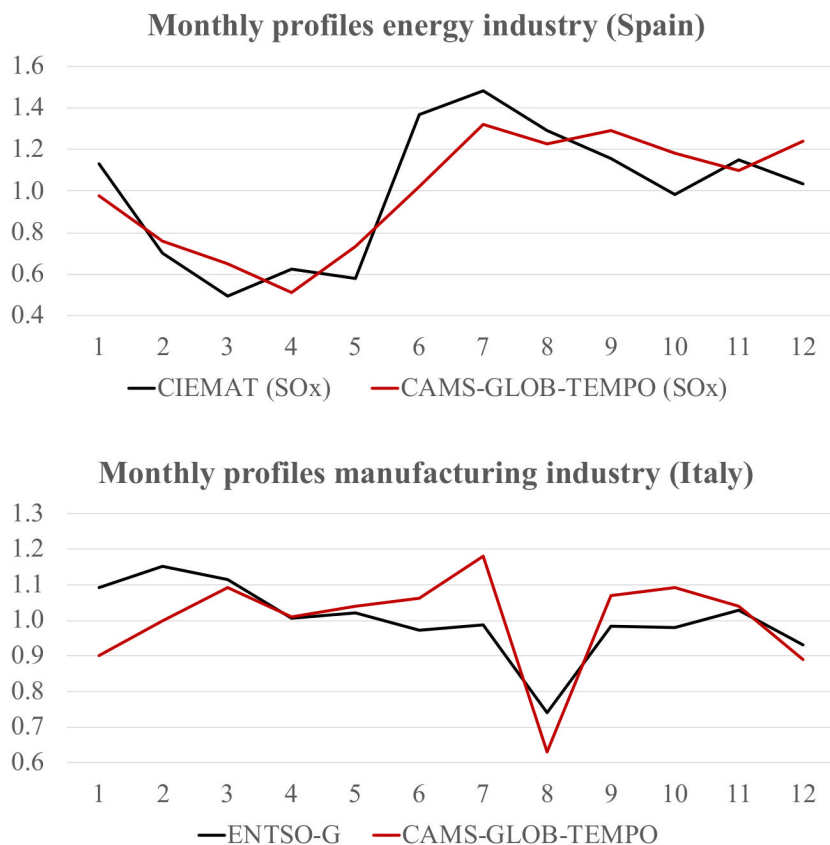 Monthly profiles energy industry (Spain)
1.6
1.4
1.2
1.0
0.8
0.6
0.4
1 2 3 4 5 6 7 8 9 10 11 12
CIEMAT (SOx) CAMS-GLOB-TEMPO (SOx)
Monthly profiles manufacturing industry (Italy)
1.3
1.2
1.1
1.0
0.9
0.8
0.7
0.6
1 2 3 4 5 6 7 8 9 10 11 12
ENTSO-G CAMS-GLOB-TEMPO